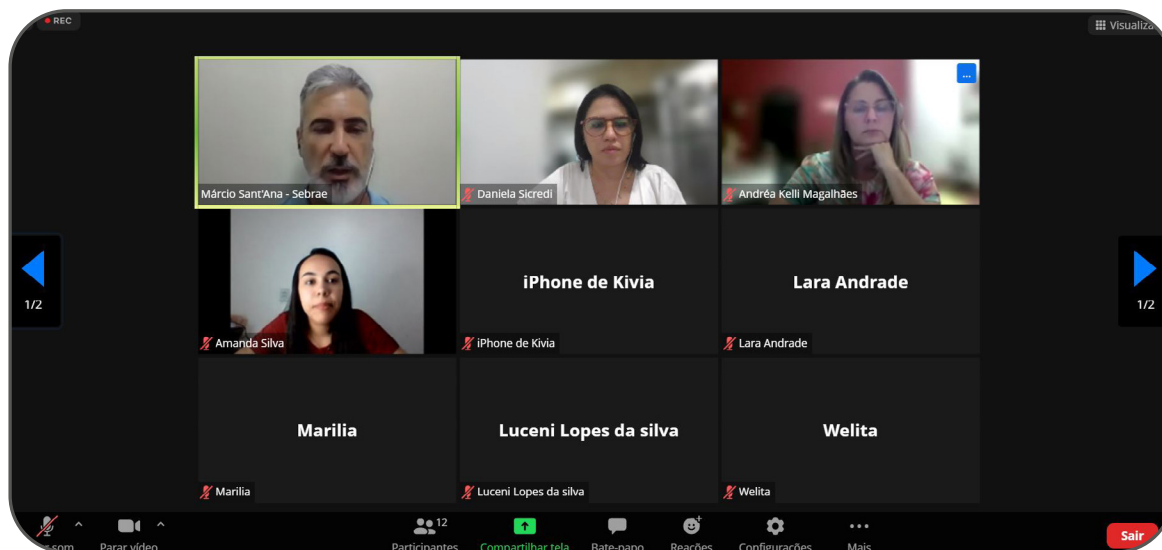 REC
Visualiza
Márcio Sant'Ana - Sebrae
Daniela Sicredi
...
Andréa Kelli Magalhães
1/2
1/2
Amanda Silva
iPhone de Kivia
iPhone de Kivia
Lara Andrade
Lara Andrade
Marilia
Marilia
Luceni Lopes da silva
Luceni Lopes da silva
Welita
Welita
som
Parar vídeo
12
Participantes
Compartilhar tela
Bate-papo
Reações
Configurações
Mais
Sair